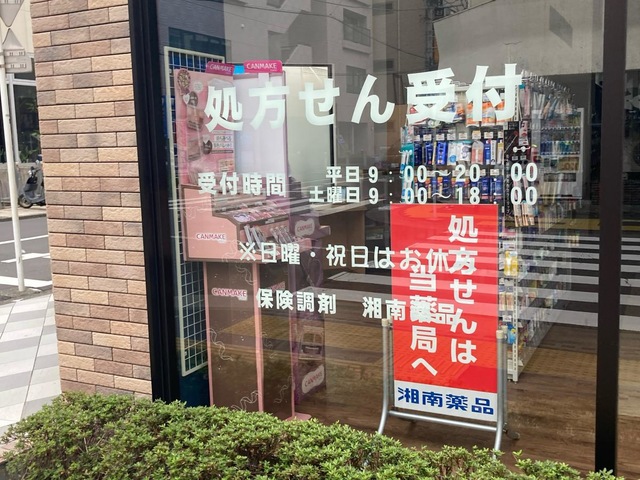 CANMAKE
CANMAKE
処方せん受付
受付時間 平日9:00〜20:00
土曜日9:00〜18:00
※日曜・祝日はお休み
保険調剤 湘南薬品
CANMAKE
CANMAKE
処方せんは
当薬局へ
湘南薬品